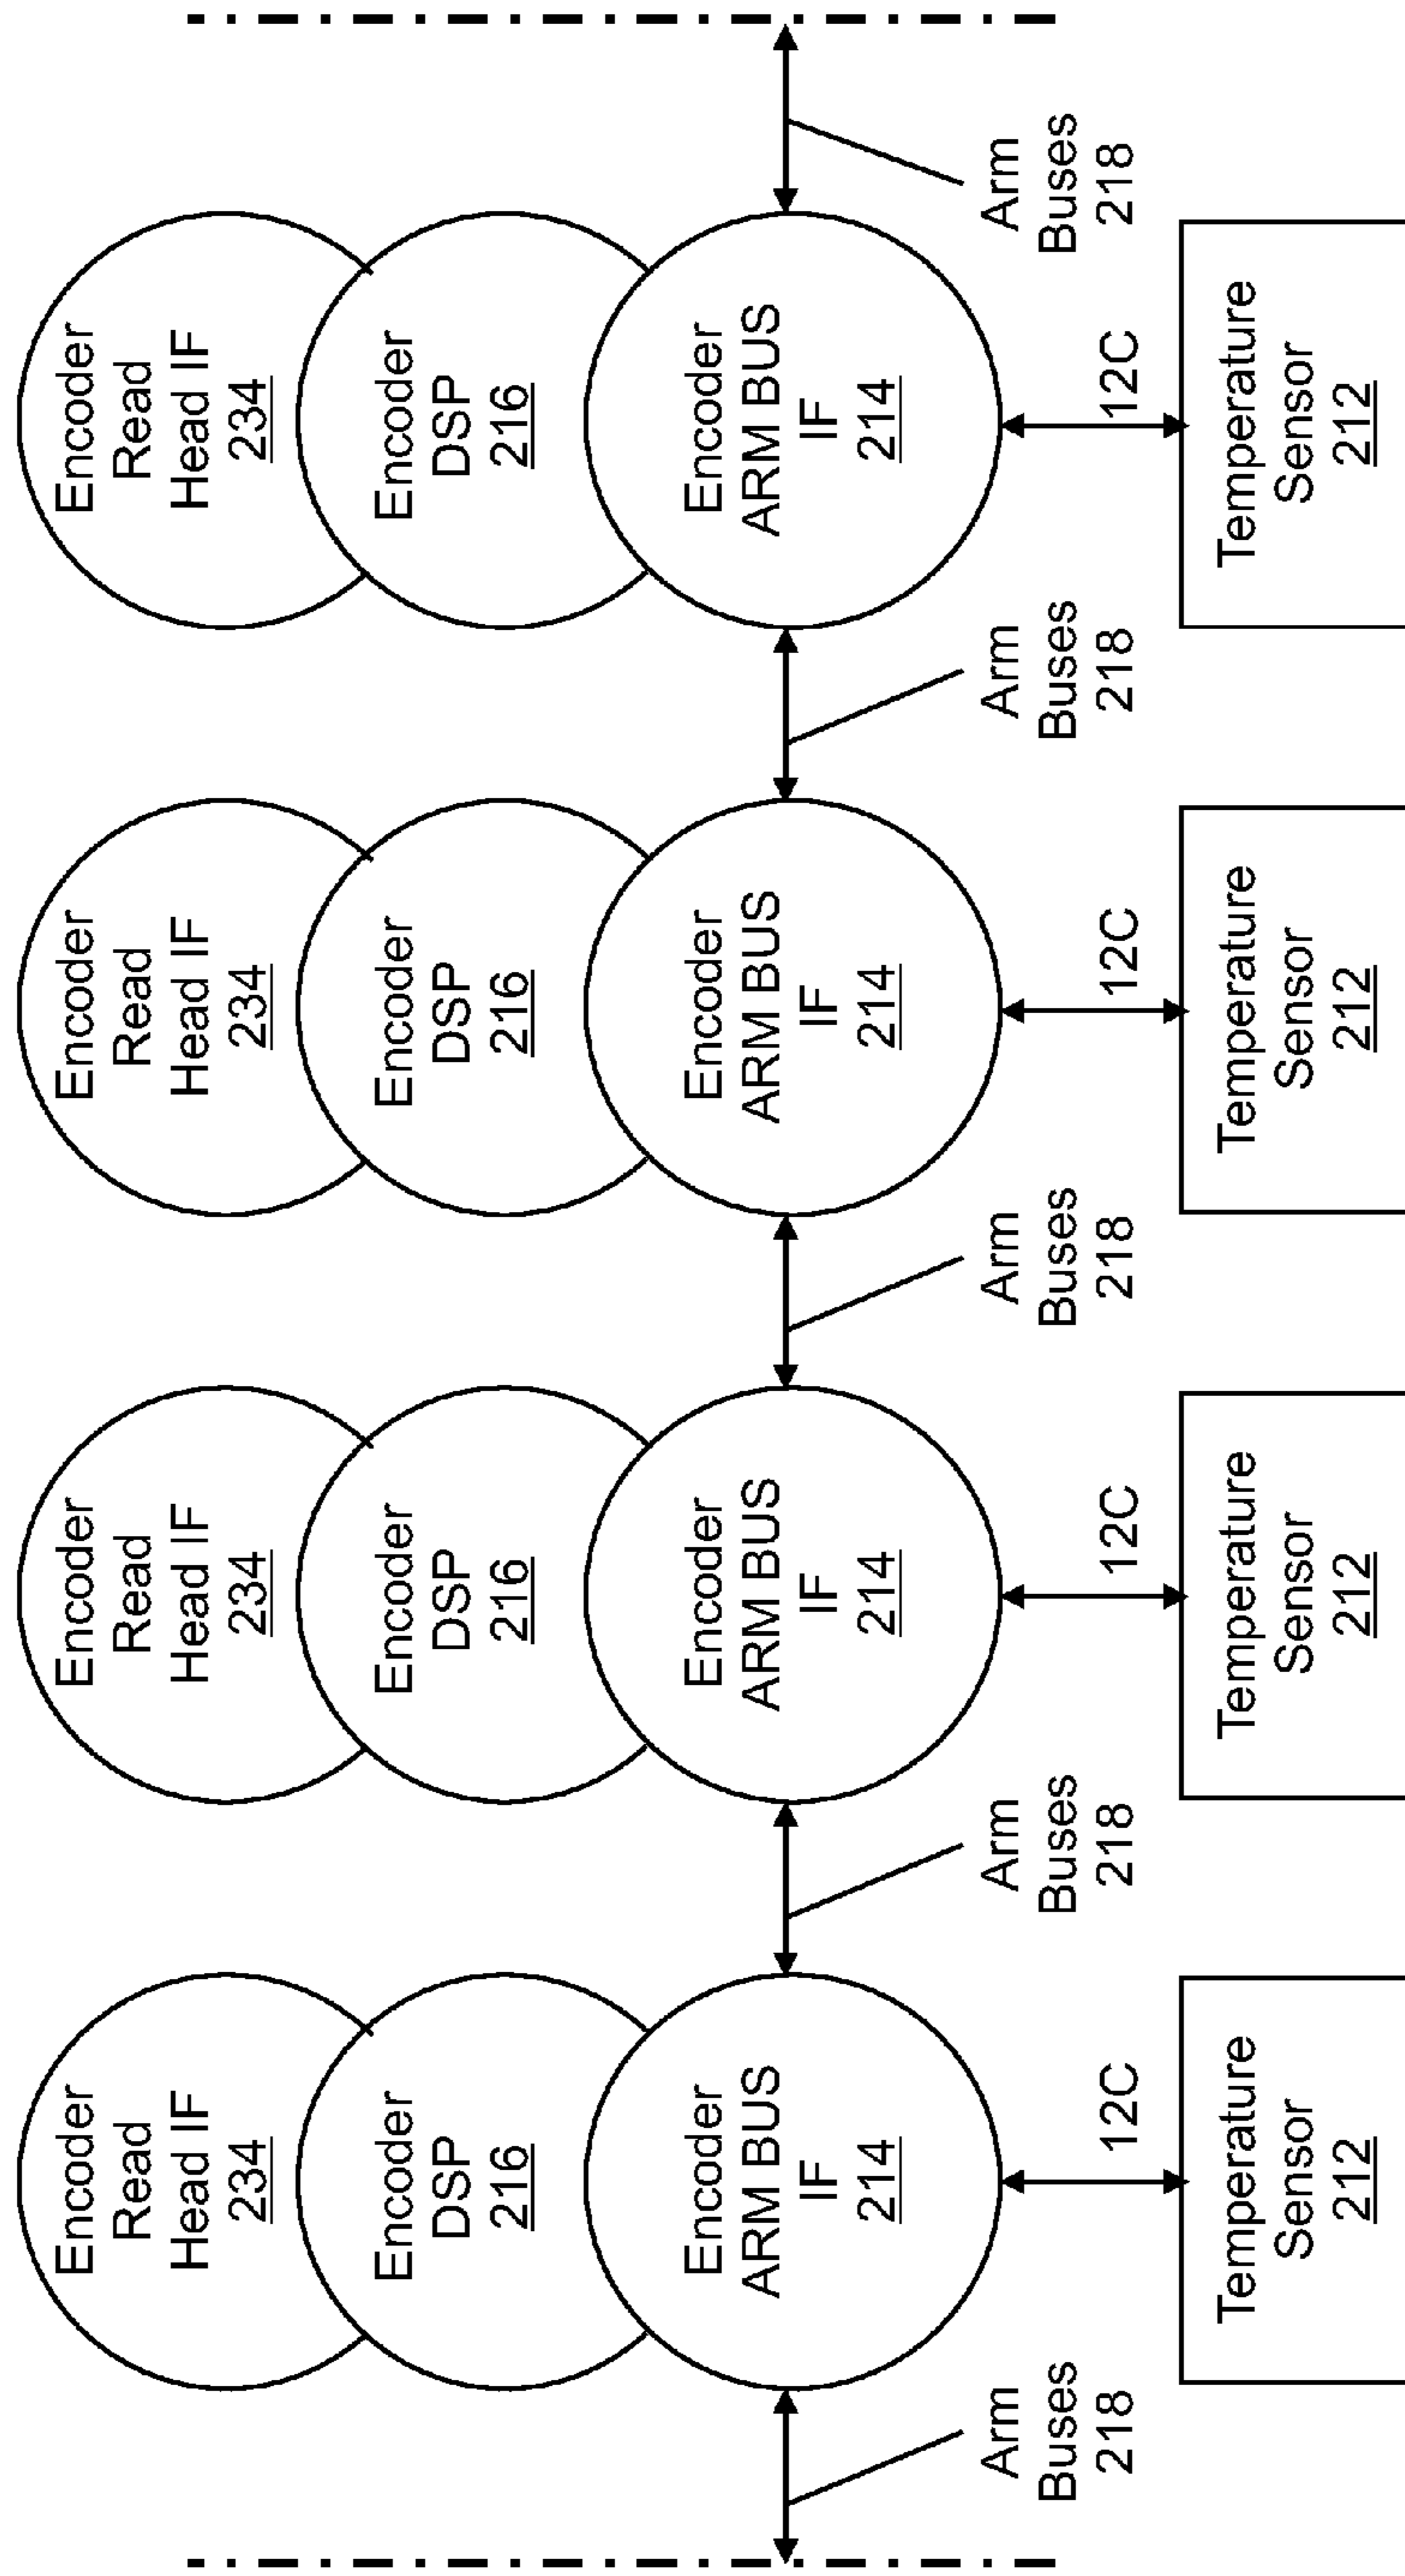 Encoder
Read
Head IF
234
Encoder
Read
Head IF
234
Encoder
Read
Head IF
234
Encoder
Read
Head IF
234
Encoder
DSP
216
Encoder
DSP
216
Encoder
DSP
216
Encoder
DSP
216
Encoder
ARM BUS
IF
214
Encoder
ARM BUS
IF
214
Encoder
ARM BUS
IF
214
Encoder
ARM BUS
IF
214
Arm
Buses
218
Arm
Buses
218
Arm
Buses
218
Arm
Buses
218
Arm
Buses
218
12C
12C
12C
12C
Temperature
Sensor
212
Temperature
Sensor
212
Temperature
Sensor
212
Temperature
Sensor
212